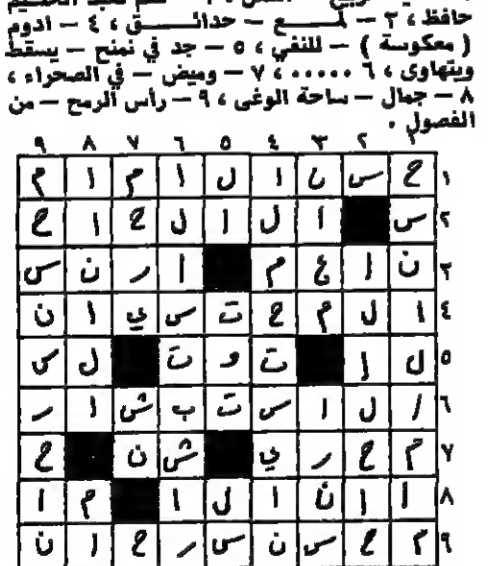 حافظ ، ٣ — لمع — حدائق ، ٤ — ادوم
( معكوسة ) — للنفي ، ٥ — جد في نمنح — يسقط
ويتهاوى ، ٦ ..... ، ٧ — وميض — في الصحراء ،
٨ — جمال — ساحة الوغى ، ٩ — رأس الرمح — من
الفصول .
١ ٢ ٣ ٤ ٥ ٦ ٧ ٨ ٩
١ ح س ن ا ل ا م ا م
٢ س ا ل ا ل ح ا ح
٣ ن ا ع م ا ر ن س
٤ ا ل م ح ت س ي ا ن
٥ ل ا ت و ت ل س
٦ ا ل ا س ت ب ش ا ر
٧ م ح ر ي ش ن ح
٨ ا ا ن ا ل ا م ا
٩ م ح س ن س ر ح ا ن